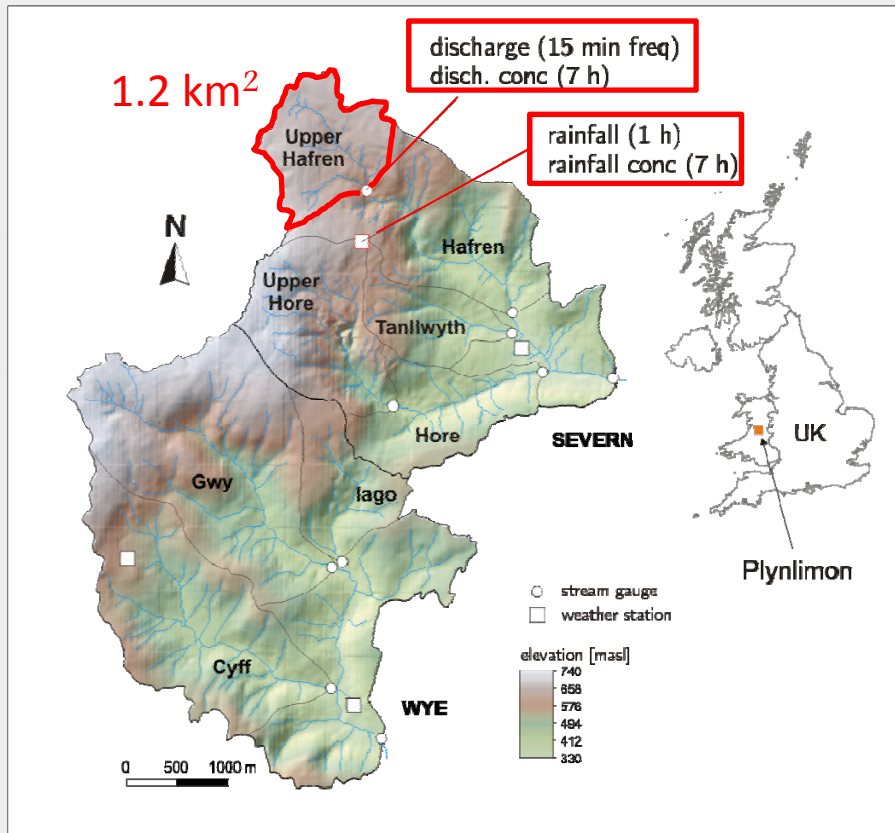 1.2 km²
discharge (15 min freq)
disch. conc (7 h)
rainfall (1 h)
rainfall conc (7 h)
Upper
Hafren
N
Hafren
Upper
Hore
Tanllwyth
Hore
SEVERN
UK
Gwy
Iago
Plynlimon
stream gauge
weather station
Cyff
WYE
elevation [masl]
740
658
576
494
412
330
0 500 1000 m